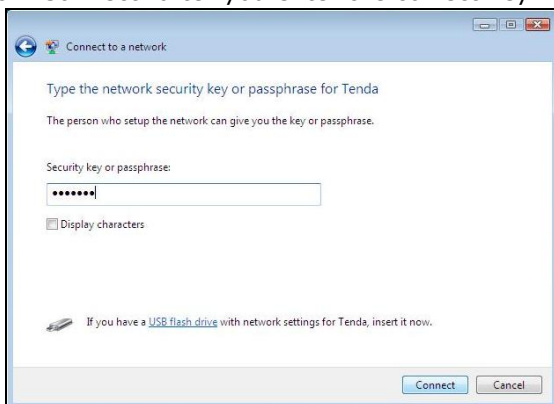 Connect to a network
Type the network security key or passphrase for Tenda
The person who setup the network can give you the key or passphrase.
Security key or passphrase:
•••••••
Display characters
If you have a USB flash drive with network settings for Tenda, insert it now.
Connect Cancel